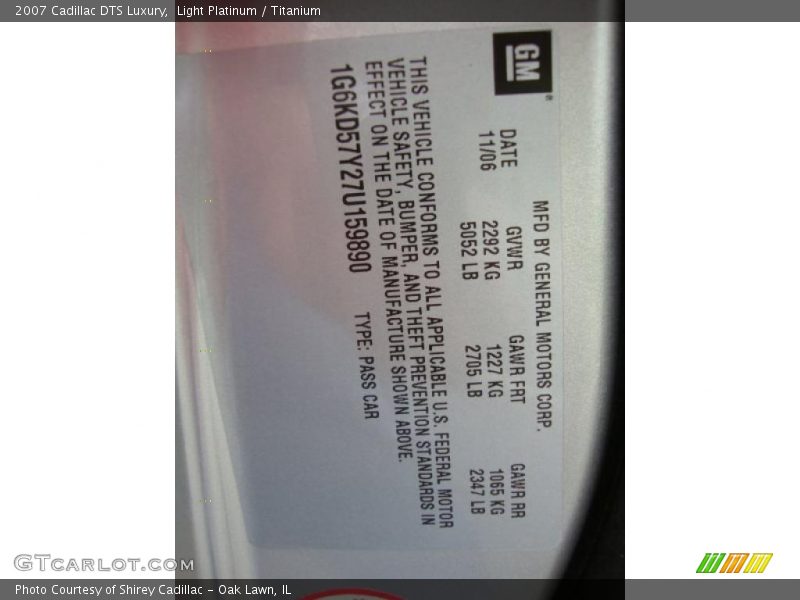 2007 Cadillac DTS Luxury, Light Platinum / Titanium
GM®
MFD BY GENERAL MOTORS CORP.
DATE GVWR GAWR FRT GAWR RR
11/06 2292 KG 1227 KG 1065 KG
5052 LB 2705 LB 2347 LB
THIS VEHICLE CONFORMS TO ALL APPLICABLE U.S. FEDERAL MOTOR
VEHICLE SAFETY, BUMPER, AND THEFT PREVENTION STANDARDS IN
EFFECT ON THE DATE OF MANUFACTURE SHOWN ABOVE.
1G6KD57Y27U159890 TYPE: PASS CAR
GTcarlot.com
Photo Courtesy of Shirey Cadillac - Oak Lawn, IL